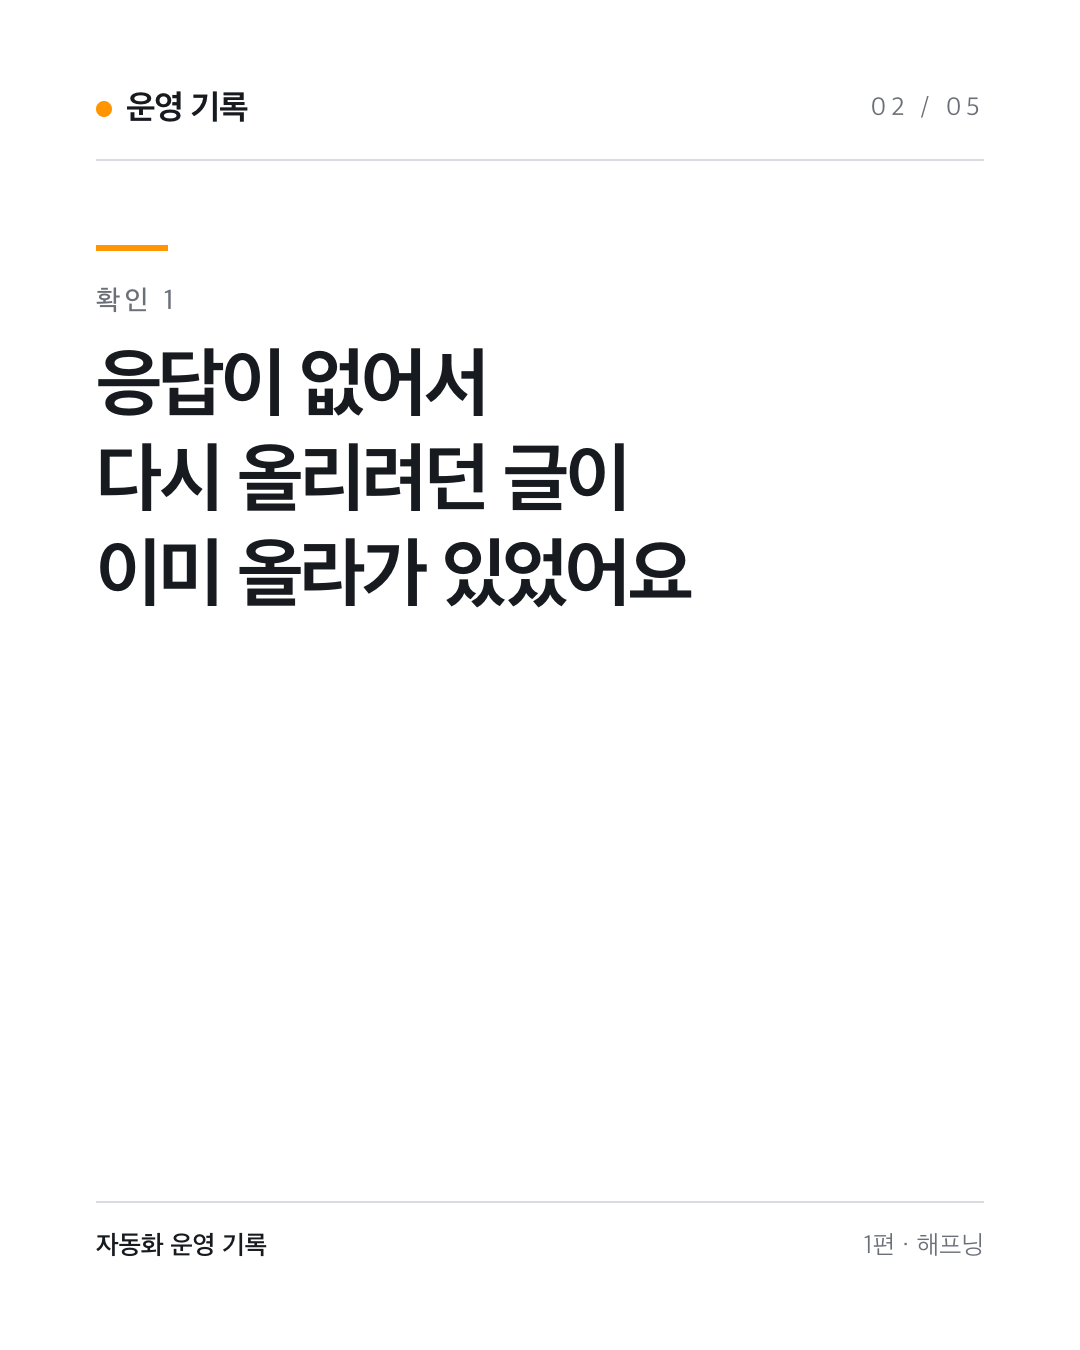 운영 기록
02 / 05
확인 1
응답이 없어서
다시 올리려던 글이
이미 올라가 있었어요
자동화 운영 기록
1편 · 해프닝